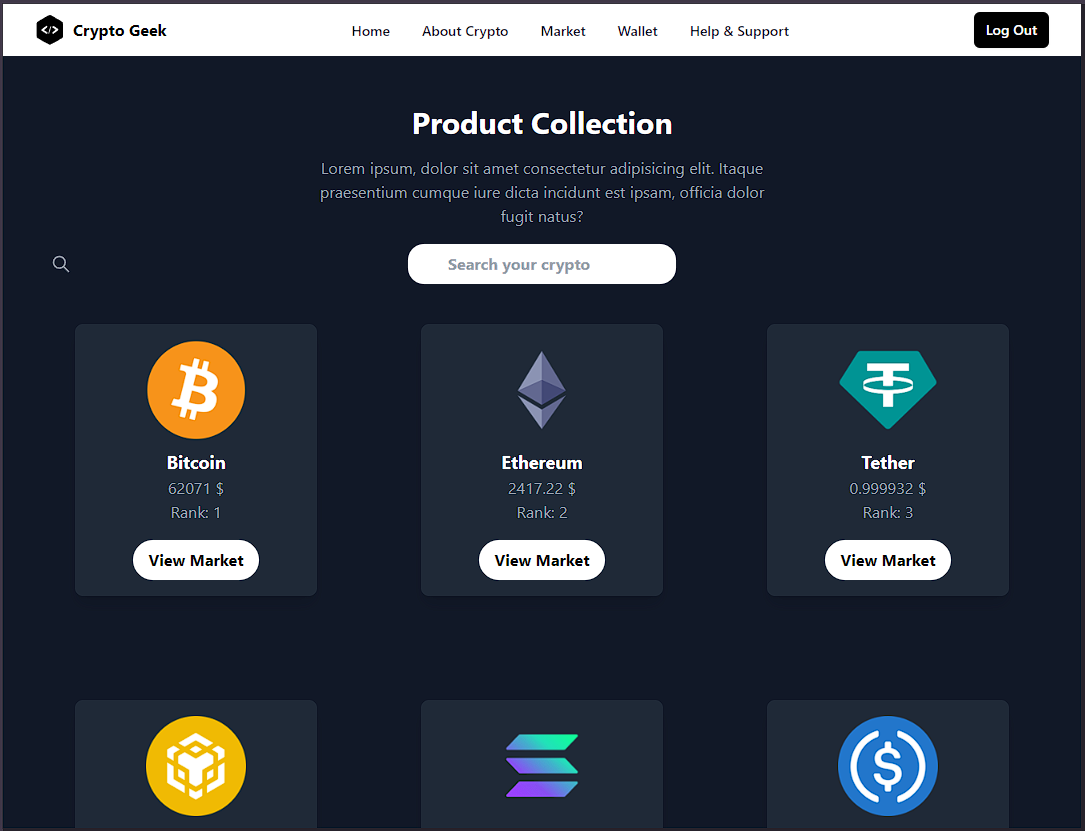 Crypto Geek
Home About Crypto Market Wallet Help & Support
Log Out
Product Collection
Lorem ipsum, dolor sit amet consectetur adipisicing elit. Itaque
praesentium cumque iure dicta incidunt est ipsam, officia dolor
fugit natus?
Search your crypto
Bitcoin
62071 $
Rank: 1
View Market
Ethereum
2417.22 $
Rank: 2
View Market
Tether
0.999932 $
Rank: 3
View Market